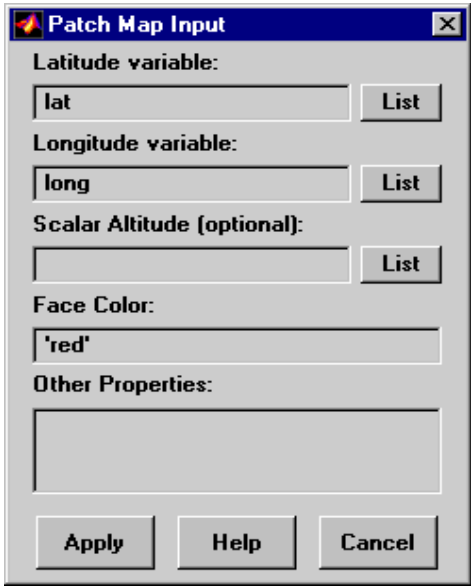 Patch Map Input
Latitude variable:
lat
List
Longitude variable:
long
List
Scalar Altitude (optional):
List
Face Color:
'red'
Other Properties:
Apply
Help
Cancel